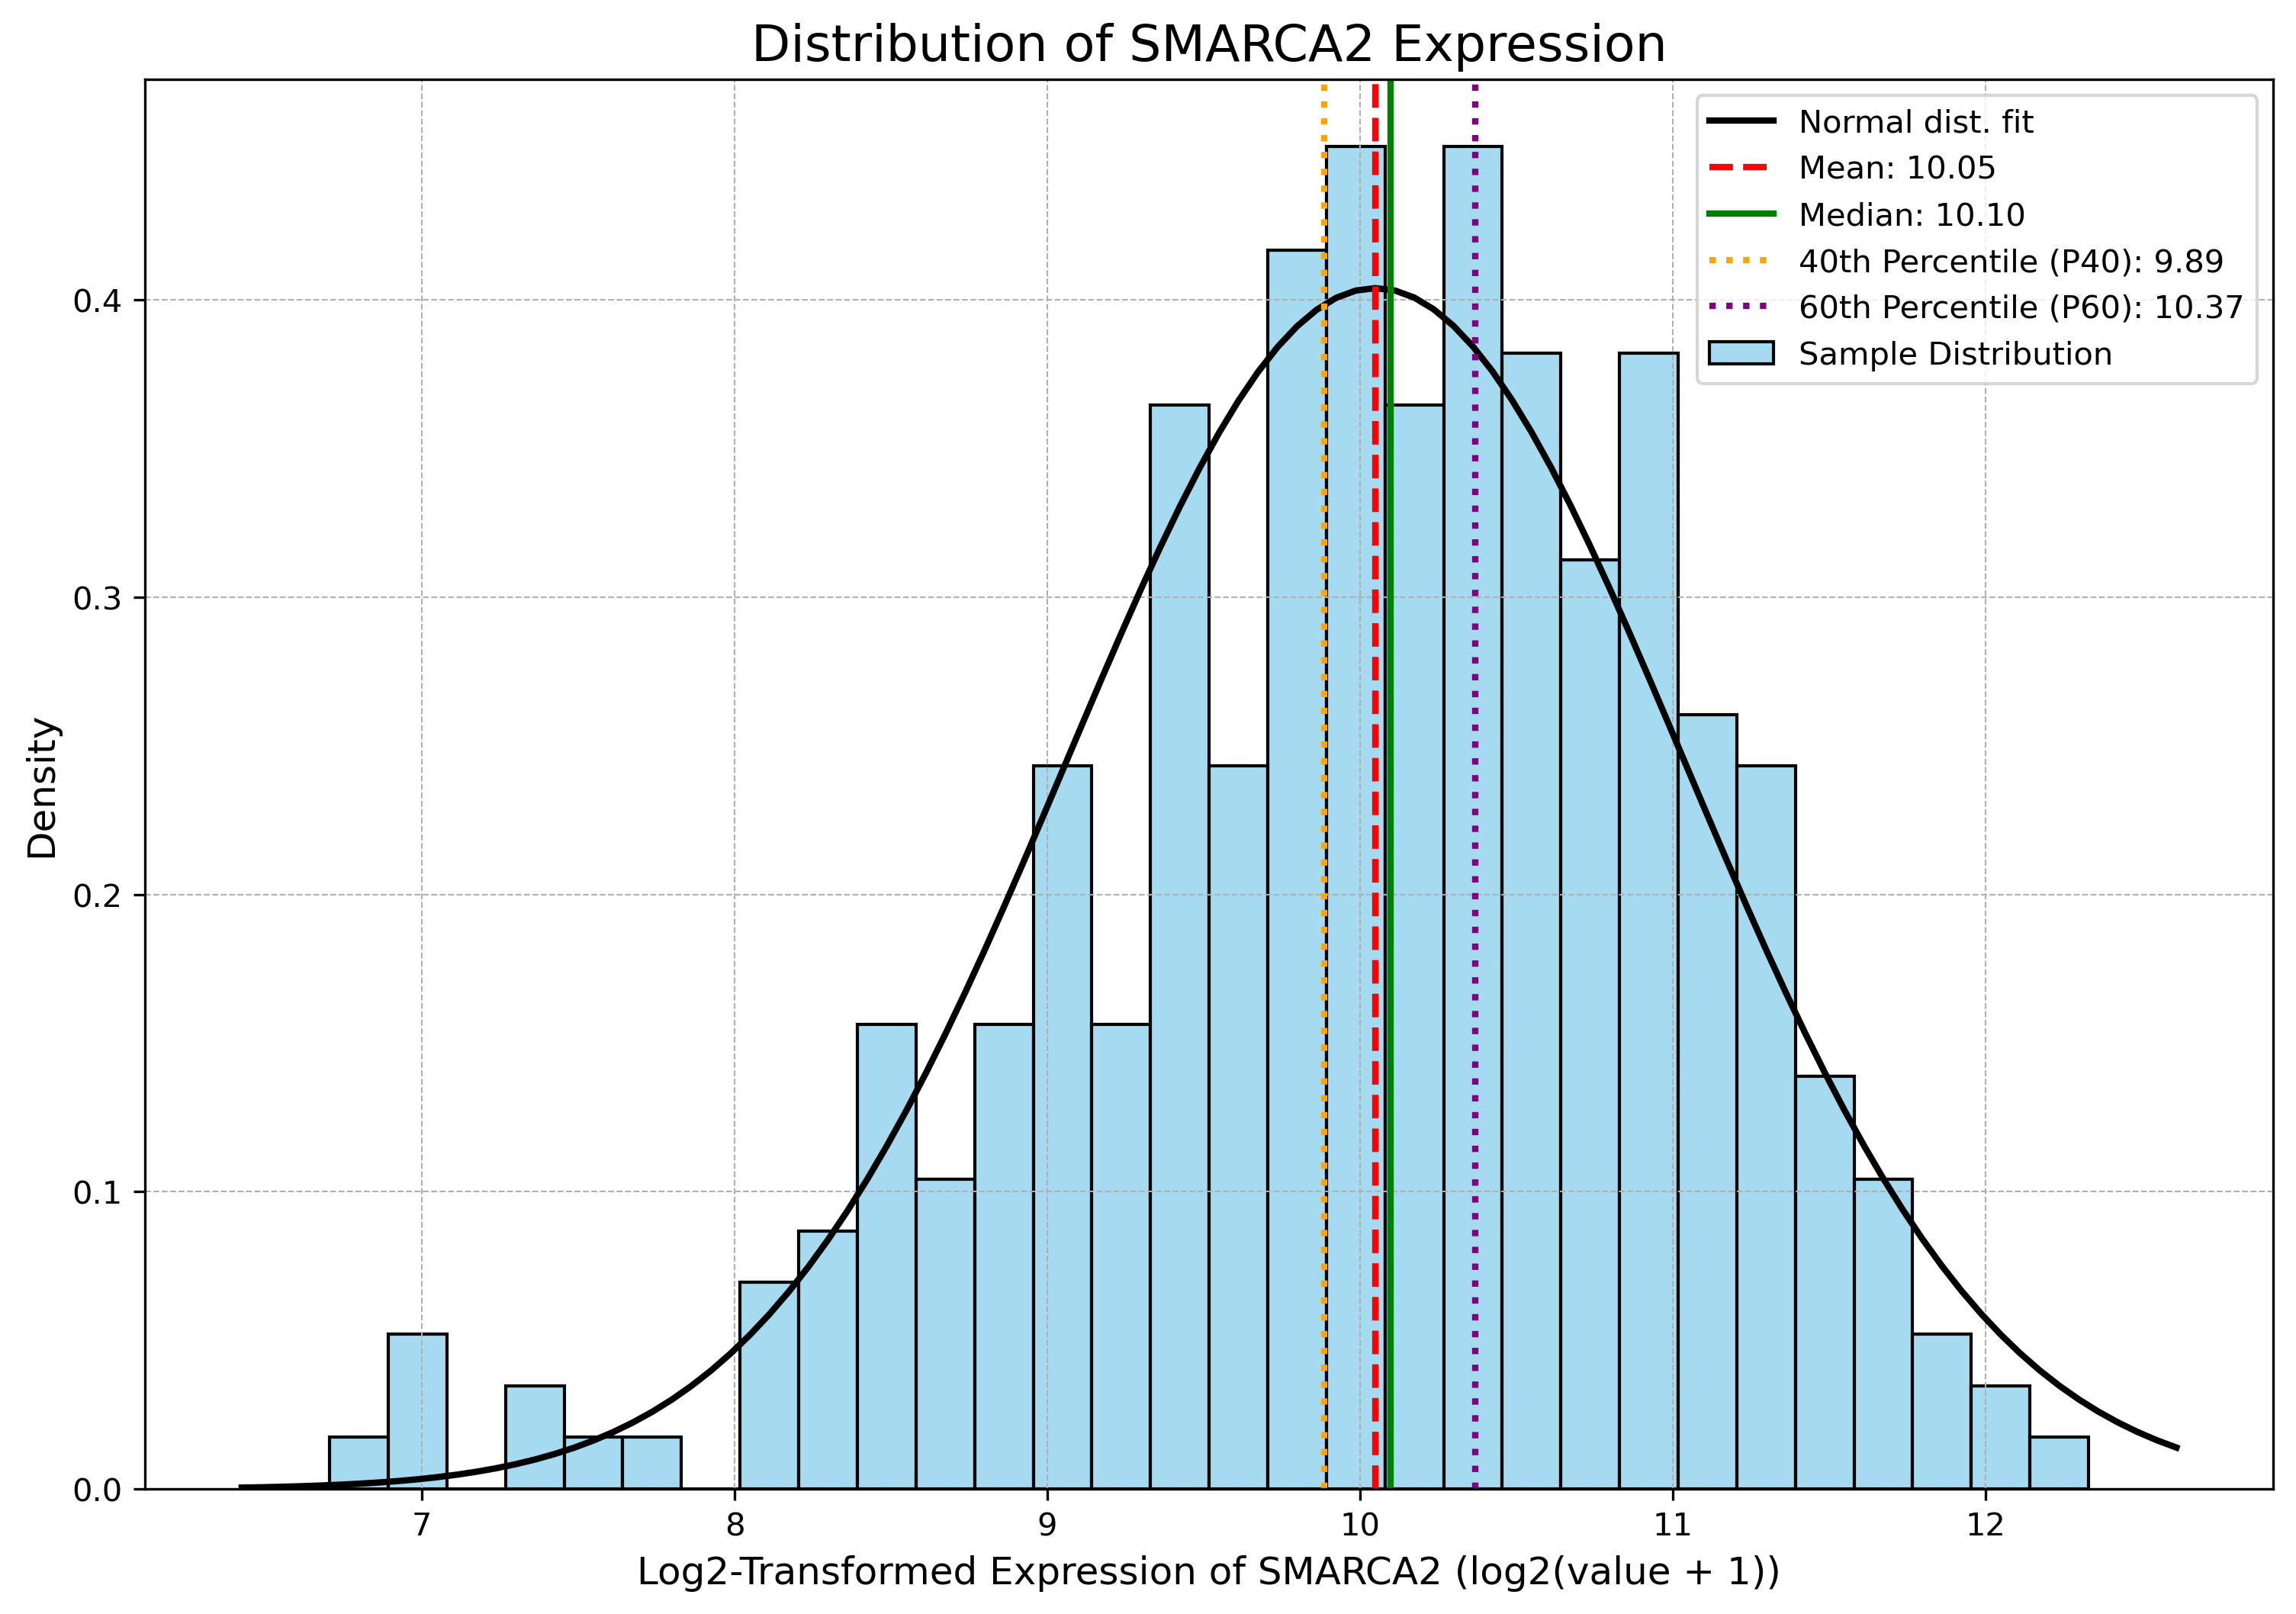 Distribution of SMARCA2 Expression
Normal dist. fit
Mean: 10.05
Median: 10.10
40th Percentile (P40): 9.89
60th Percentile (P60): 10.37
Sample Distribution
Density
0.4
0.3
0.2
0.1
0.0
7 8 9 10 11 12
Log2-Transformed Expression of SMARCA2 (log2(value + 1))